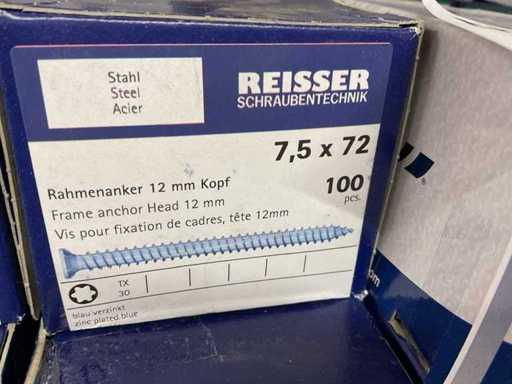 Stahl
Steel
Acier
REISSER
SCHRAUBENTECHNIK
7,5 x 72
Rahmenanker 12 mm Kopf
100
Frame anchor Head 12 mm
pcs.
Vis pour fixation de cadres, tête 12mm
TX
30
blau verzinkt
zinc plated blue